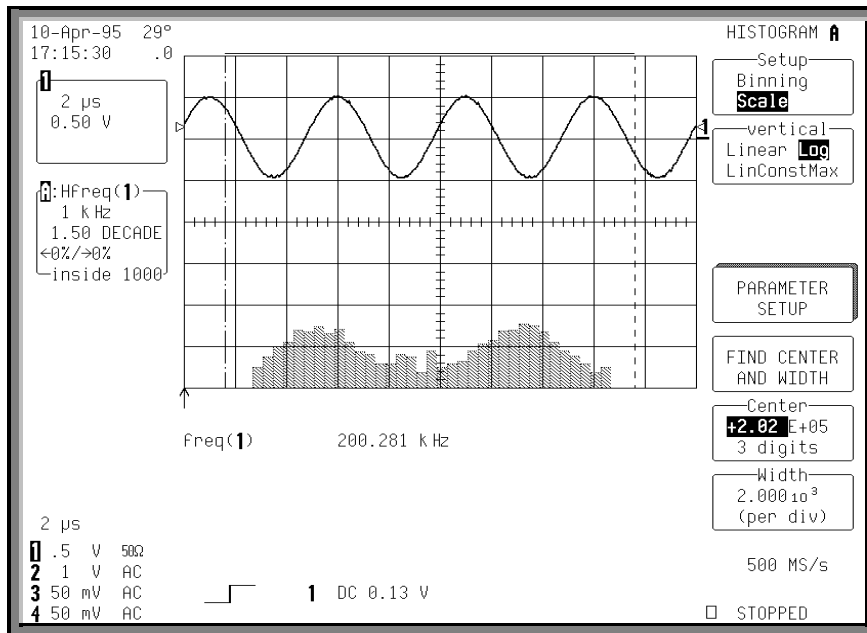 10-Apr-95 29°
17:15:30 .0
1
2 µs
0.50 V
A:Hfreq(1)
1 kHz
1.50 DECADE
←0%/→0%
inside 1000
1
freq(1) 200.281 kHz
2 µs
1 .5 V 50Ω
2 1 V AC
3 50 mV AC
4 50 mV AC
1 DC 0.13 V
HISTOGRAM A
Setup
Binning
Scale
vertical
Linear Log
LinConstMax
PARAMETER
SETUP
FIND CENTER
AND WIDTH
Center
+2.02 E+05
3 digits
Width
2.000 10³
(per div)
500 MS/s
□ STOPPED